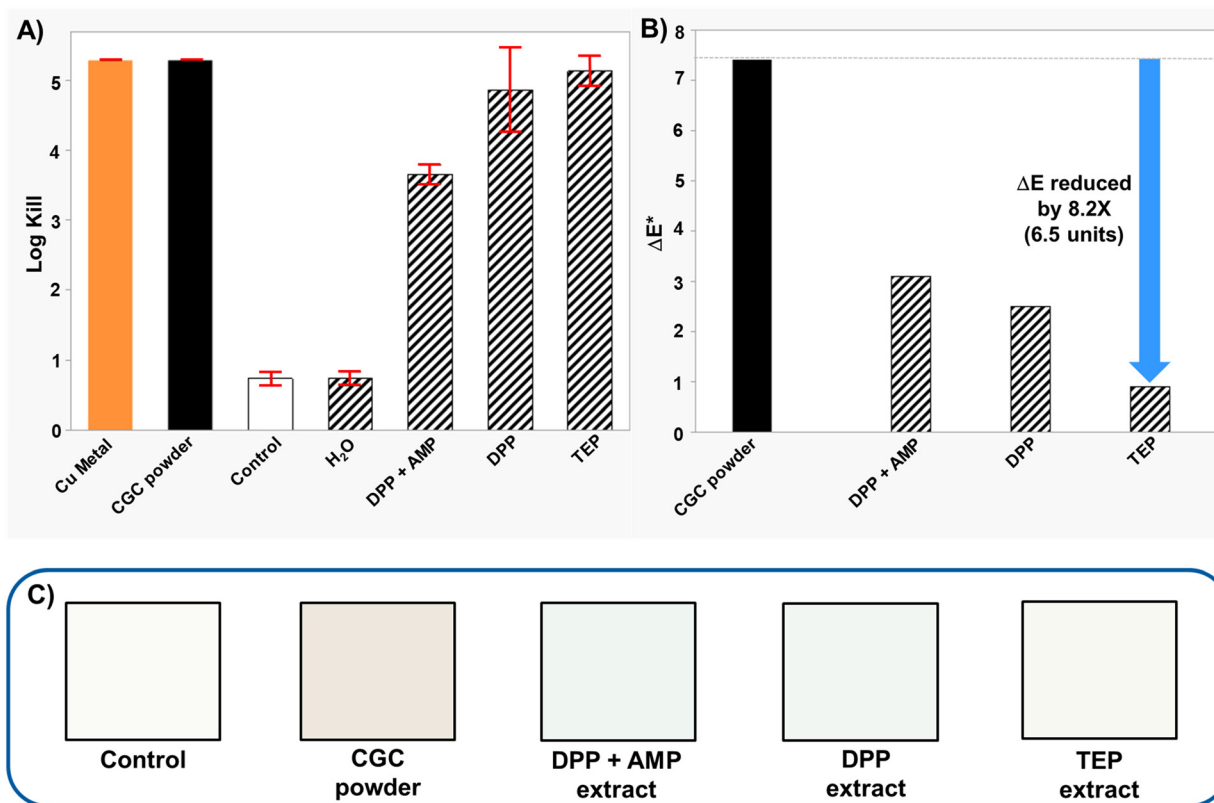 A)
Log Kill
5
4
3
2
1
0
Cu Metal
CGC powder
Control
H₂O
DPP + AMP
DPP
TEP
B)
ΔE*
8
7
6
5
4
3
2
1
0
ΔE reduced
by 8.2X
(6.5 units)
CGC powder
DPP + AMP
DPP
TEP
C)
Control
CGC
powder
DPP + AMP
extract
DPP
extract
TEP
extract